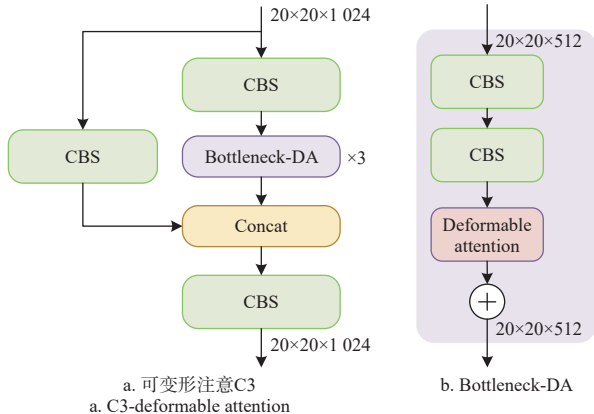 20×20×1 024
CBS
CBS
Bottleneck-DA
×3
Concat
CBS
20×20×1 024
a. 可变形注意C3
a. C3-deformable attention
20×20×512
CBS
CBS
Deformable
attention
+
20×20×512
b. Bottleneck-DA